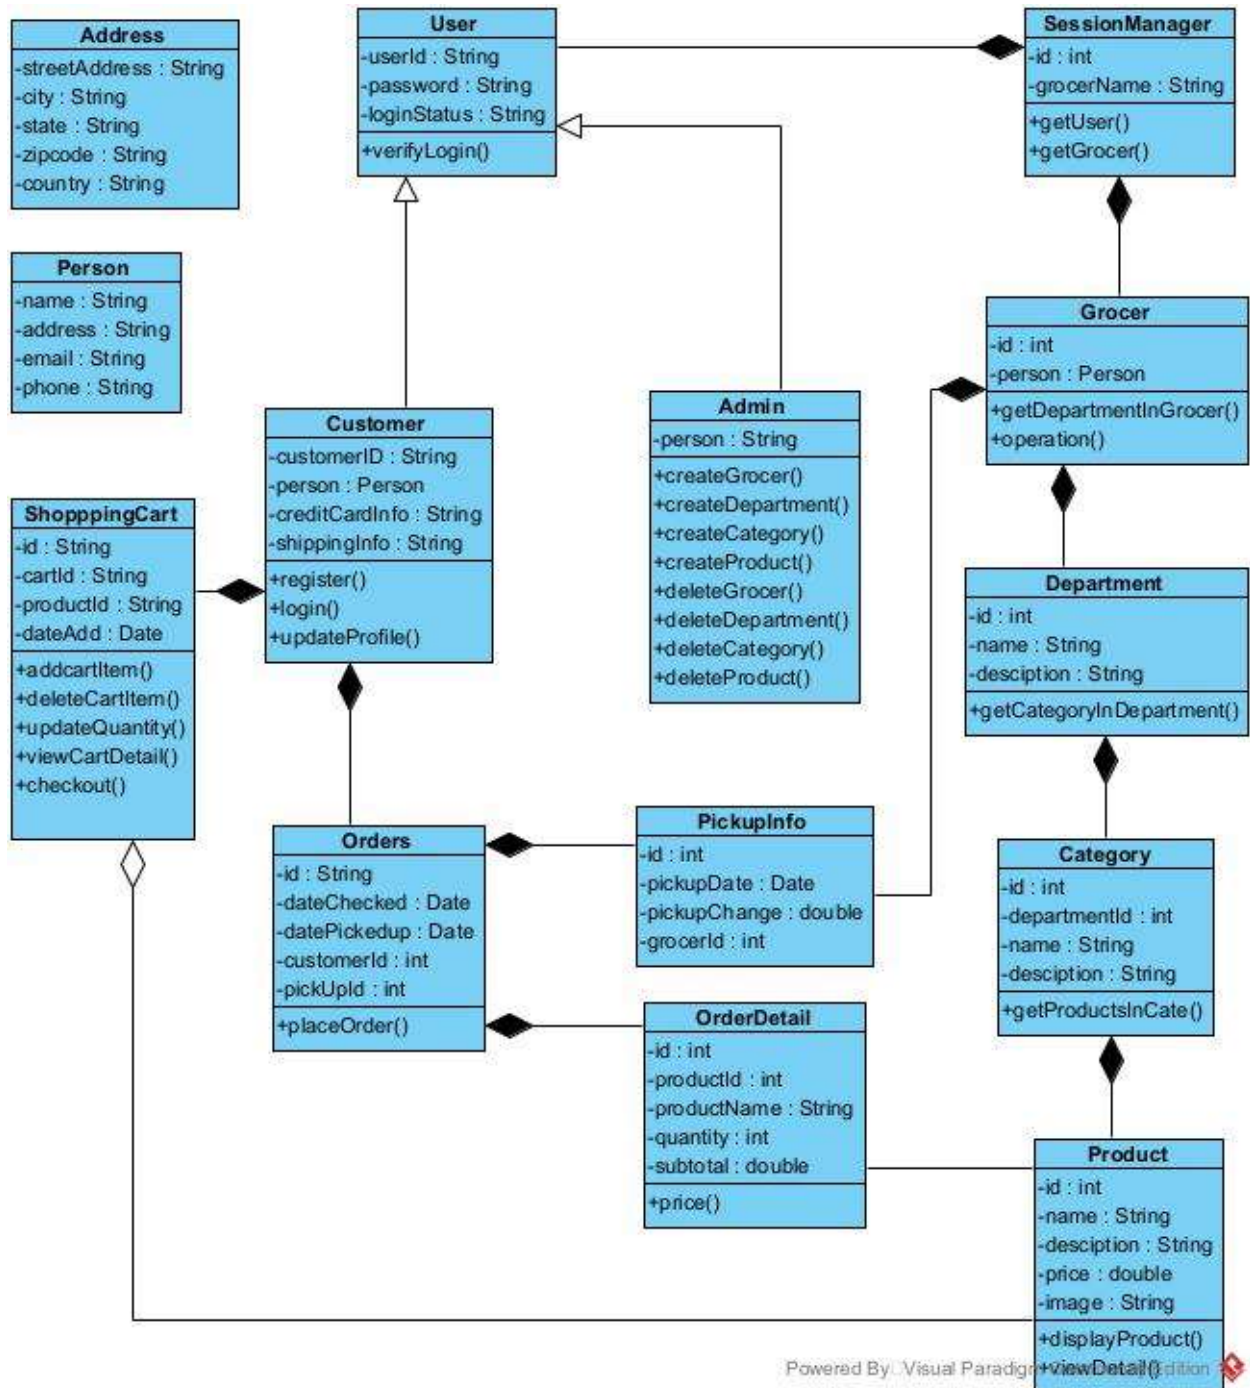 Address
-streetAddress : String
-city : String
-state : String
-zipcode : String
-country : String
User
-userId : String
-password : String
-loginStatus : String
+verifyLogin()
SessionManager
-id : int
-grocerName : String
+getUser()
+getGrocer()
Person
-name : String
-address : String
-email : String
-phone : String
Grocer
-id : int
-person : Person
+getDepartmentInGrocer()
+operation()
Customer
-customerID : String
-person : Person
-creditCardInfo : String
-shippingInfo : String
+register()
+login()
+updateProfile()
Admin
-person : String
+createGrocer()
+createDepartment()
+createCategory()
+createProduct()
+deleteGrocer()
+deleteDepartment()
+deleteCategory()
+deleteProduct()
ShopppingCart
-id : String
-cartId : String
-productId : String
-dateAdd : Date
+addcartItem()
+deleteCartItem()
+updateQuantity()
+viewCartDetail()
+checkout()
Department
-id : int
-name : String
-desciption : String
+getCategoryInDepartment()
Orders
-id : String
-dateChecked : Date
-datePickedup : Date
-customerId : int
-pickUpId : int
+placeOrder()
PickupInfo
-id : int
-pickupDate : Date
-pickupChange : double
-grocerId : int
Category
-id : int
-departmentId : int
-name : String
-desciption : String
+getProductsInCate()
OrderDetail
-id : int
-productId : int
-productName : String
-quantity : int
-subtotal : double
+price()
Product
-id : int
-name : String
-desciption : String
-price : double
-image : String
+displayProduct()
+viewDetail()
Powered By Visual Paradigm Edition